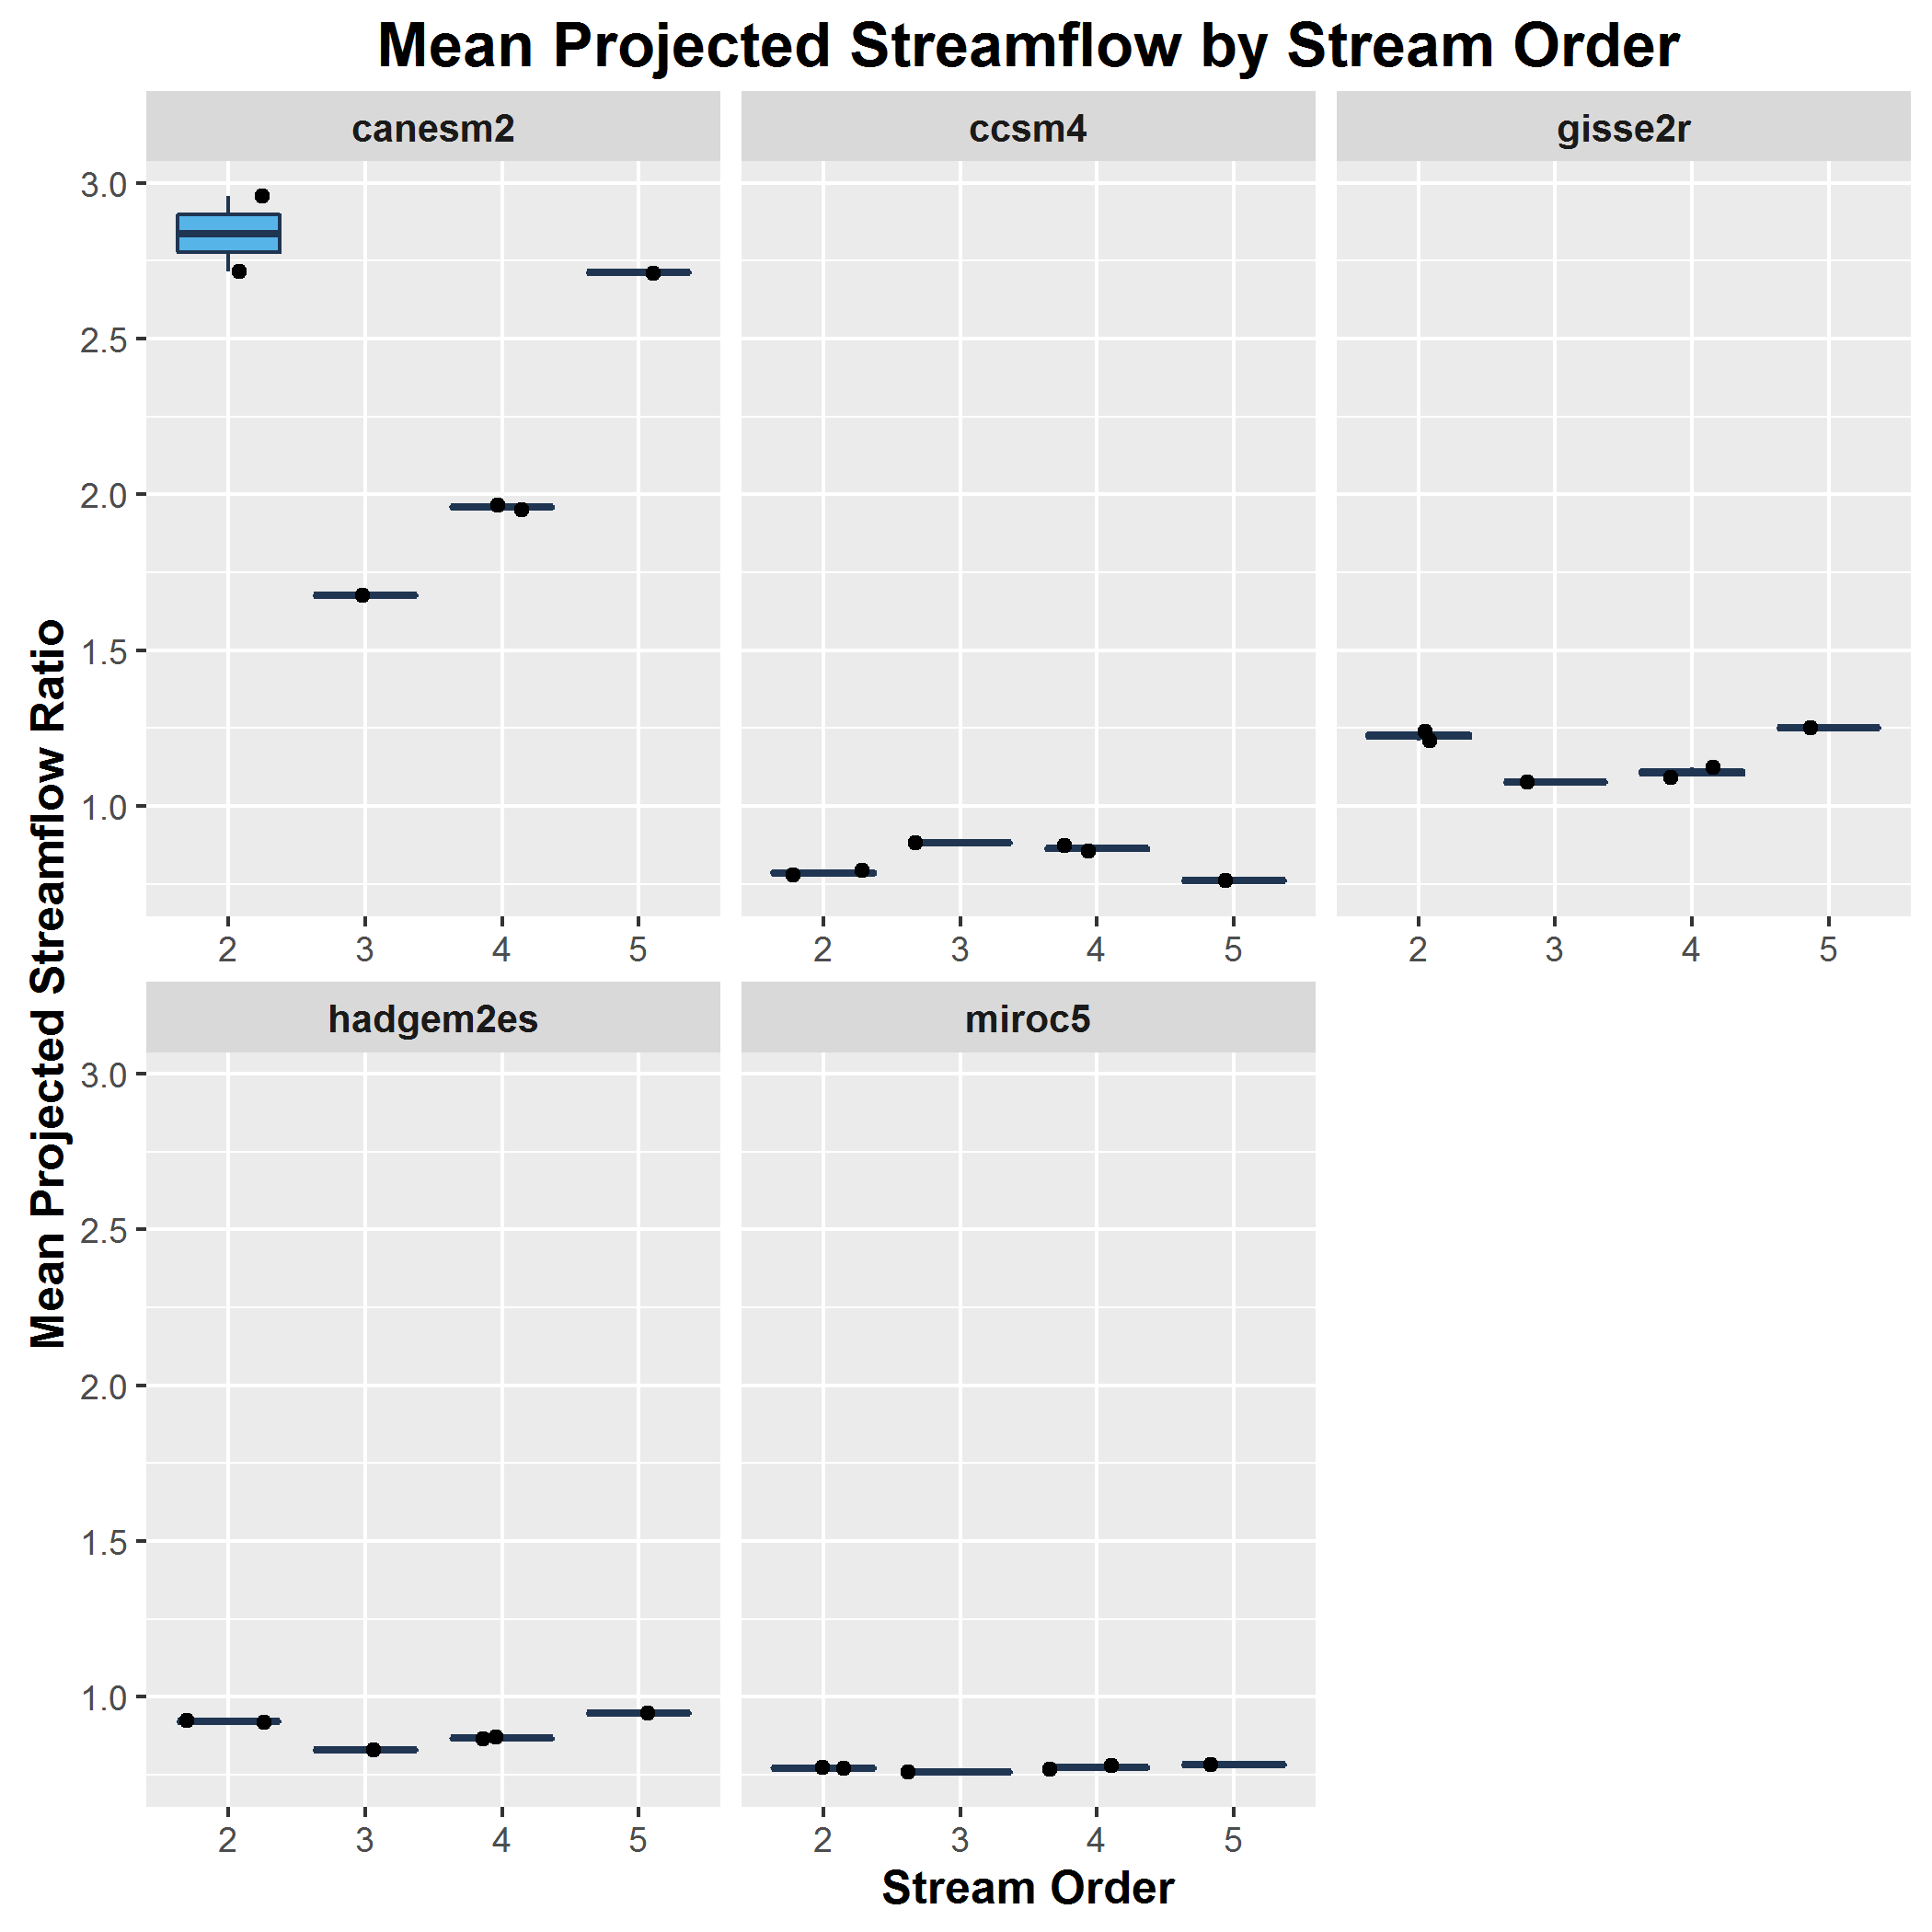 Mean Projected Streamflow by Stream Order
canesm2
ccsm4
gisse2r
3.0
2.5
2.0
1.5
1.0
2 3 4 5
2 3 4 5
2 3 4 5
Mean Projected Streamflow Ratio
hadgem2es
miroc5
3.0
2.5
2.0
1.5
1.0
2 3 4 5
2 3 4 5
Stream Order